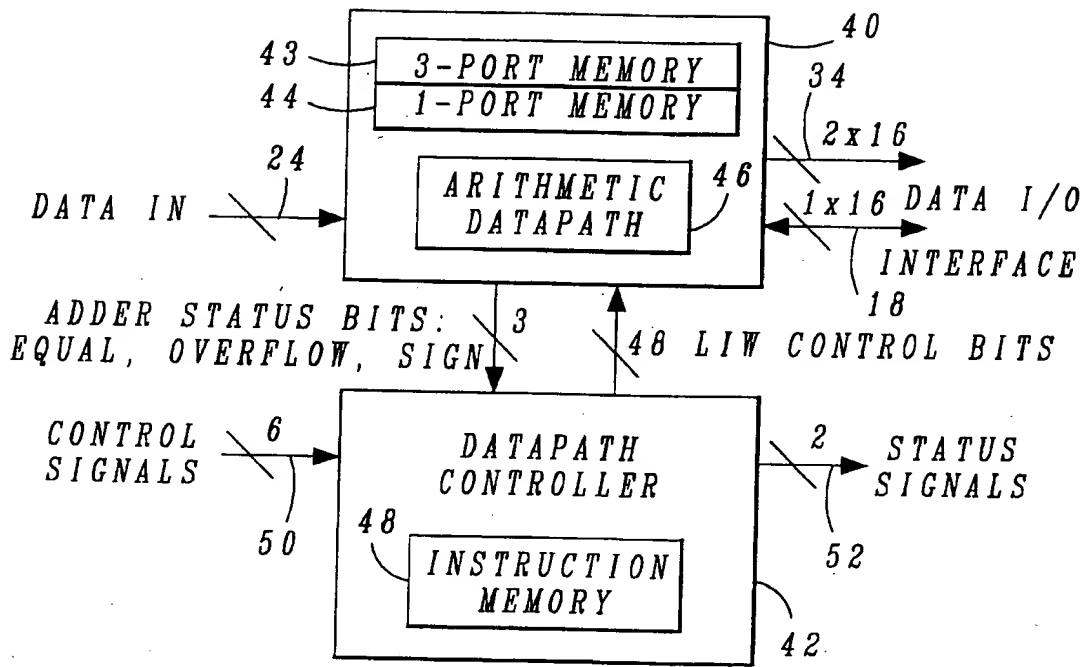 40
43
3-PORT MEMORY
34
44
1-PORT MEMORY
2x16
24
ARITHMETIC
DATAPATH
46
DATA IN
1x16 DATA I/O
INTERFACE
18
ADDER STATUS BITS:
EQUAL, OVERFLOW, SIGN
3
48 LIW CONTROL BITS
CONTROL
SIGNALS
6
50
DATAPATH
CONTROLLER
2
STATUS
SIGNALS
52
48
INSTRUCTION
MEMORY
42